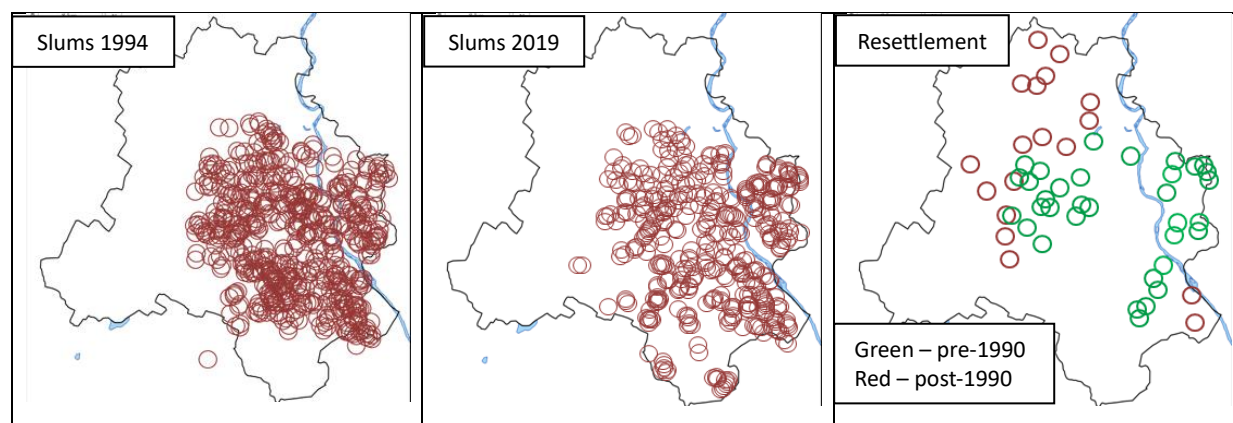 Slums 1994
Slums 2019
Resettlement
Green – pre-1990
Red – post-1990